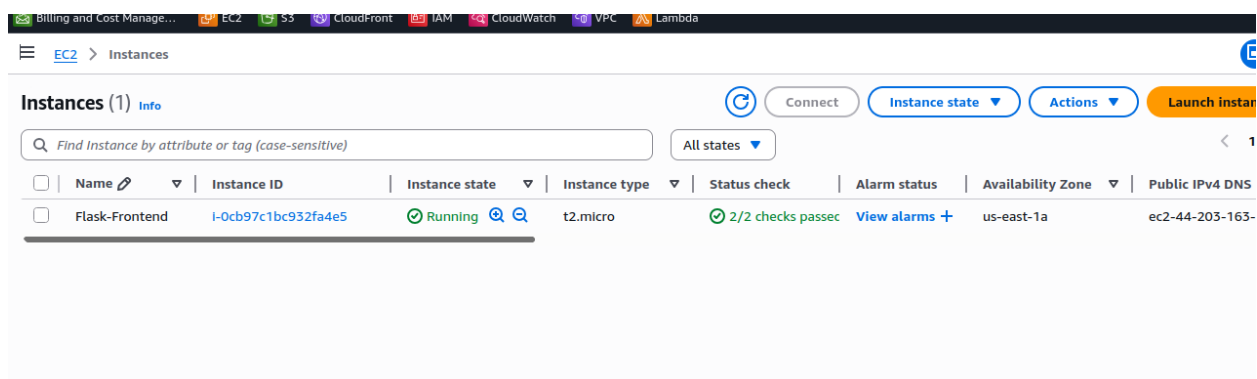 Billing and Cost Manage... EC2 S3 CloudFront IAM CloudWatch VPC Lambda
EC2 > Instances
Instances (1) Info Connect Instance state Actions Launch instan
Find Instance by attribute or tag (case-sensitive) All states < 1
Name Instance ID Instance state Instance type Status check Alarm status Availability Zone Public IPv4 DNS
Flask-Frontend i-0cb97c1bc932fa4e5 Running t2.micro 2/2 checks passec View alarms + us-east-1a ec2-44-203-163-